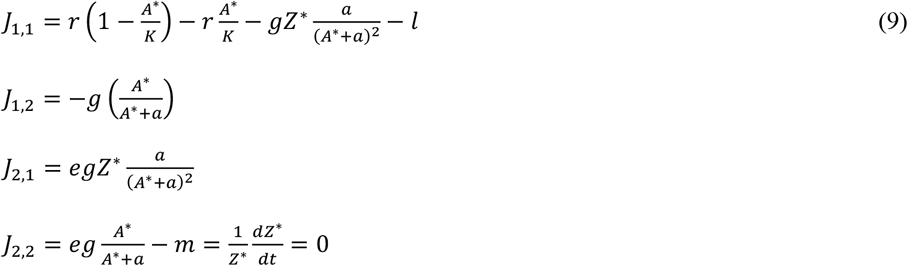 J₁,₁ = r (1 − A*/K) − r A*/K − gZ* a/(A*+a)² − l (9)
J₁,₂ = −g (A*/(A*+a))
J₂,₁ = egZ* a/(A*+a)²
J₂,₂ = eg A*/(A*+a) − m = 1/Z* dZ*/dt = 0